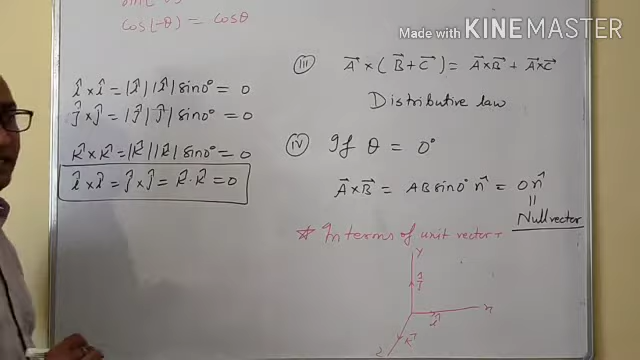 Made with KINEMASTER
cos(-θ) = cosθ
î × î = |î| |î| sin0° = 0
ĵ × ĵ = |ĵ| |ĵ| sin0° = 0
k̂ × k̂ = |k̂| |k̂| sin0° = 0
î × î = ĵ × ĵ = k̂ · k̂ = 0
(iii) A⃗ × (B⃗ + C⃗) = A⃗×B⃗ + A⃗×C⃗
Distributive law
(iv) If θ = 0°
A⃗×B⃗ = AB sin0° n⃗ = 0 n⃗
=
Null vector
* In terms of unit vector
y
ĵ
î
x
k̂
z